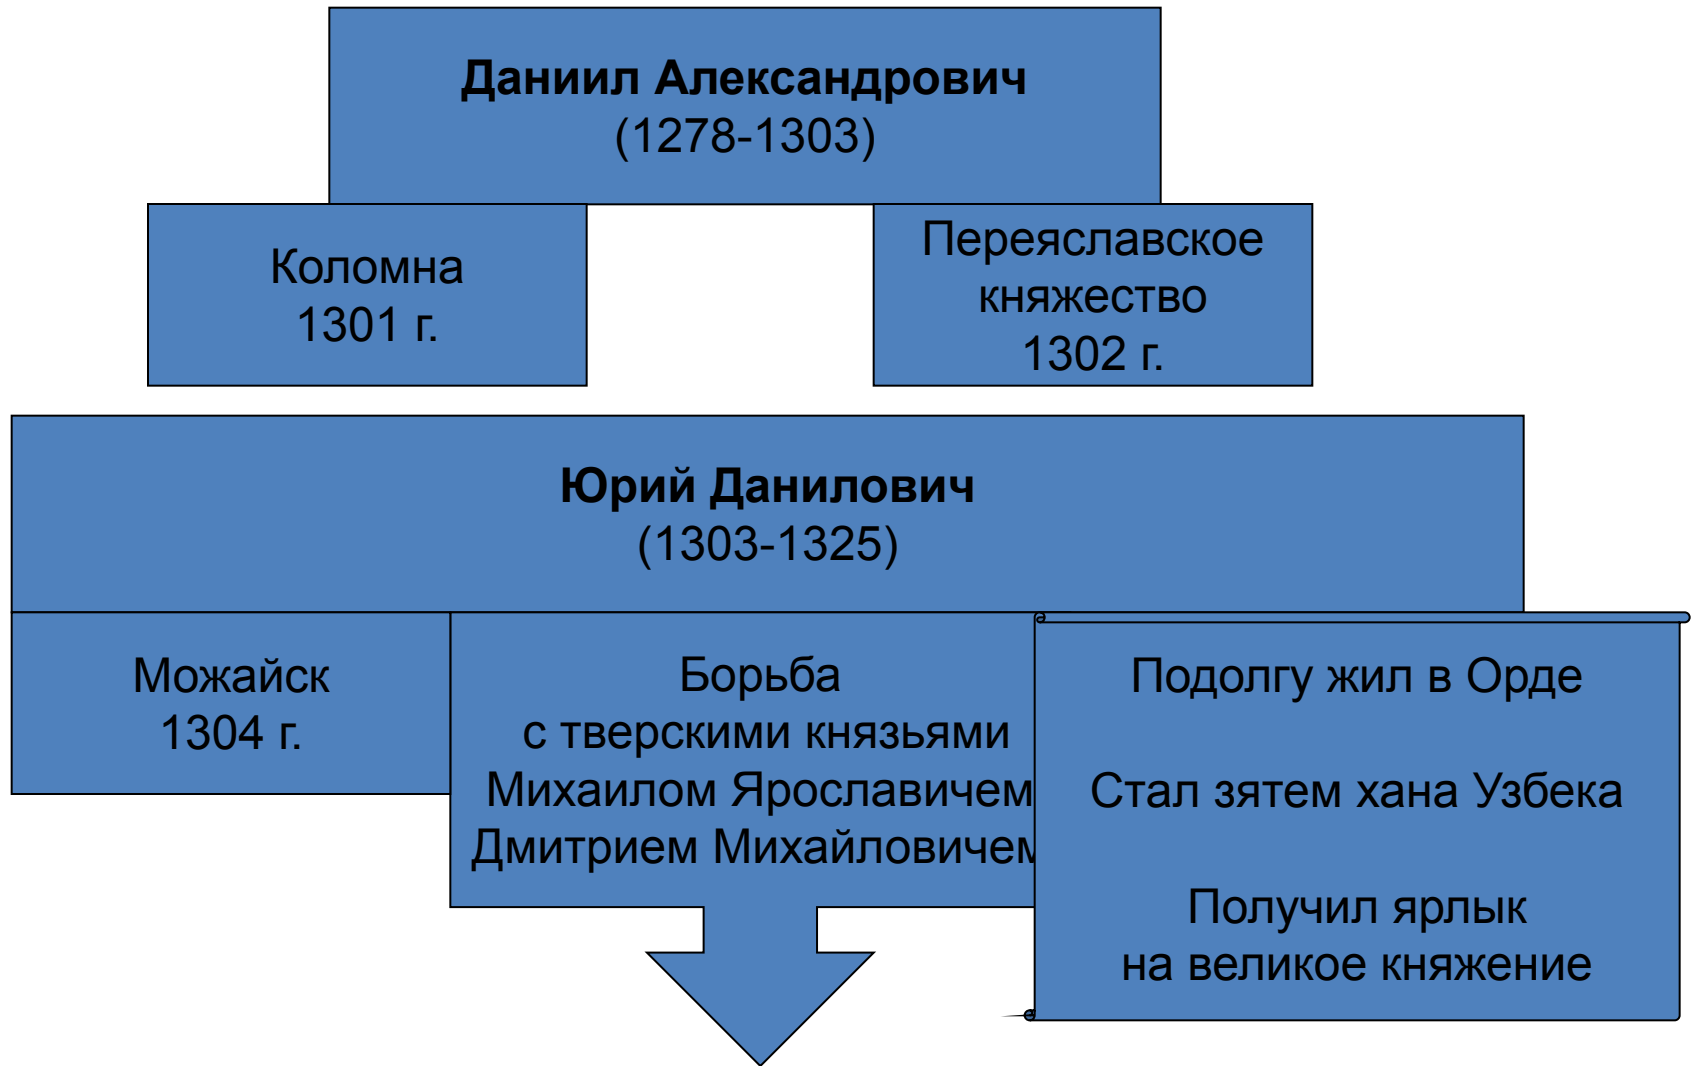 Даниил Александрович
(1278-1303)
Коломна
1301 г.
Переяславское
княжество
1302 г.
Юрий Данилович
(1303-1325)
Можайск
1304 г.
Борьба
с тверскими князьями
Михаилом Ярославичем
Дмитрием Михайловичем
Подолгу жил в Орде
Стал зятем хана Узбека
Получил ярлык
на великое княжение